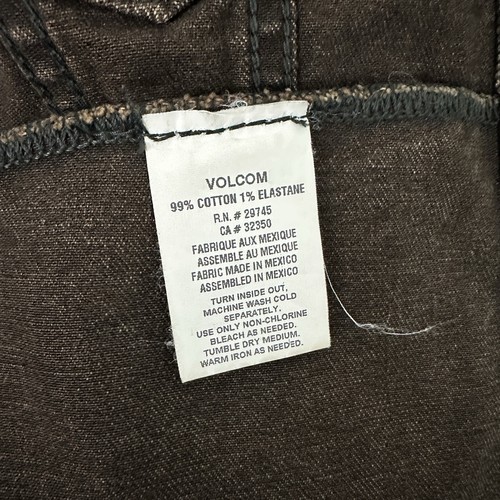 VOLCOM
99% COTTON 1% ELASTANE
R.N. # 29745
CA # 32350
FABRIQUE AUX MEXIQUE
ASSEMBLE AU MEXIQUE
FABRIC MADE IN MEXICO
ASSEMBLED IN MEXICO
TURN INSIDE OUT,
MACHINE WASH COLD
SEPARATELY.
USE ONLY NON-CHLORINE
BLEACH AS NEEDED.
TUMBLE DRY MEDIUM.
WARM IRON AS NEEDED.